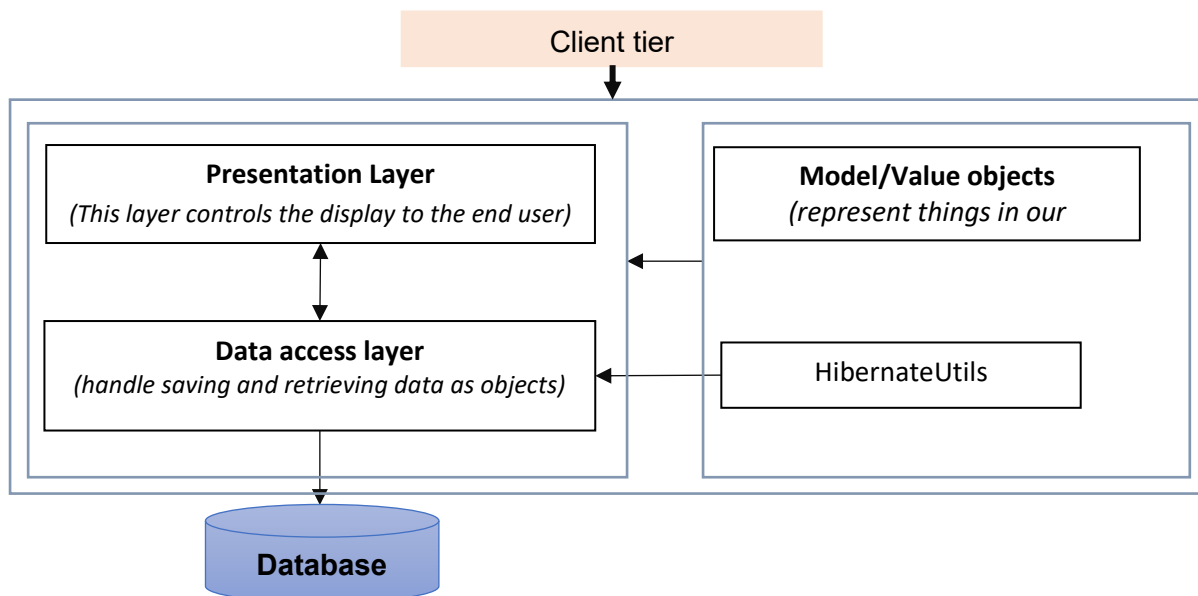 Client tier
Presentation Layer
(This layer controls the display to the end user)
Model/Value objects
(represent things in our
Data access layer
(handle saving and retrieving data as objects)
HibernateUtils
Database